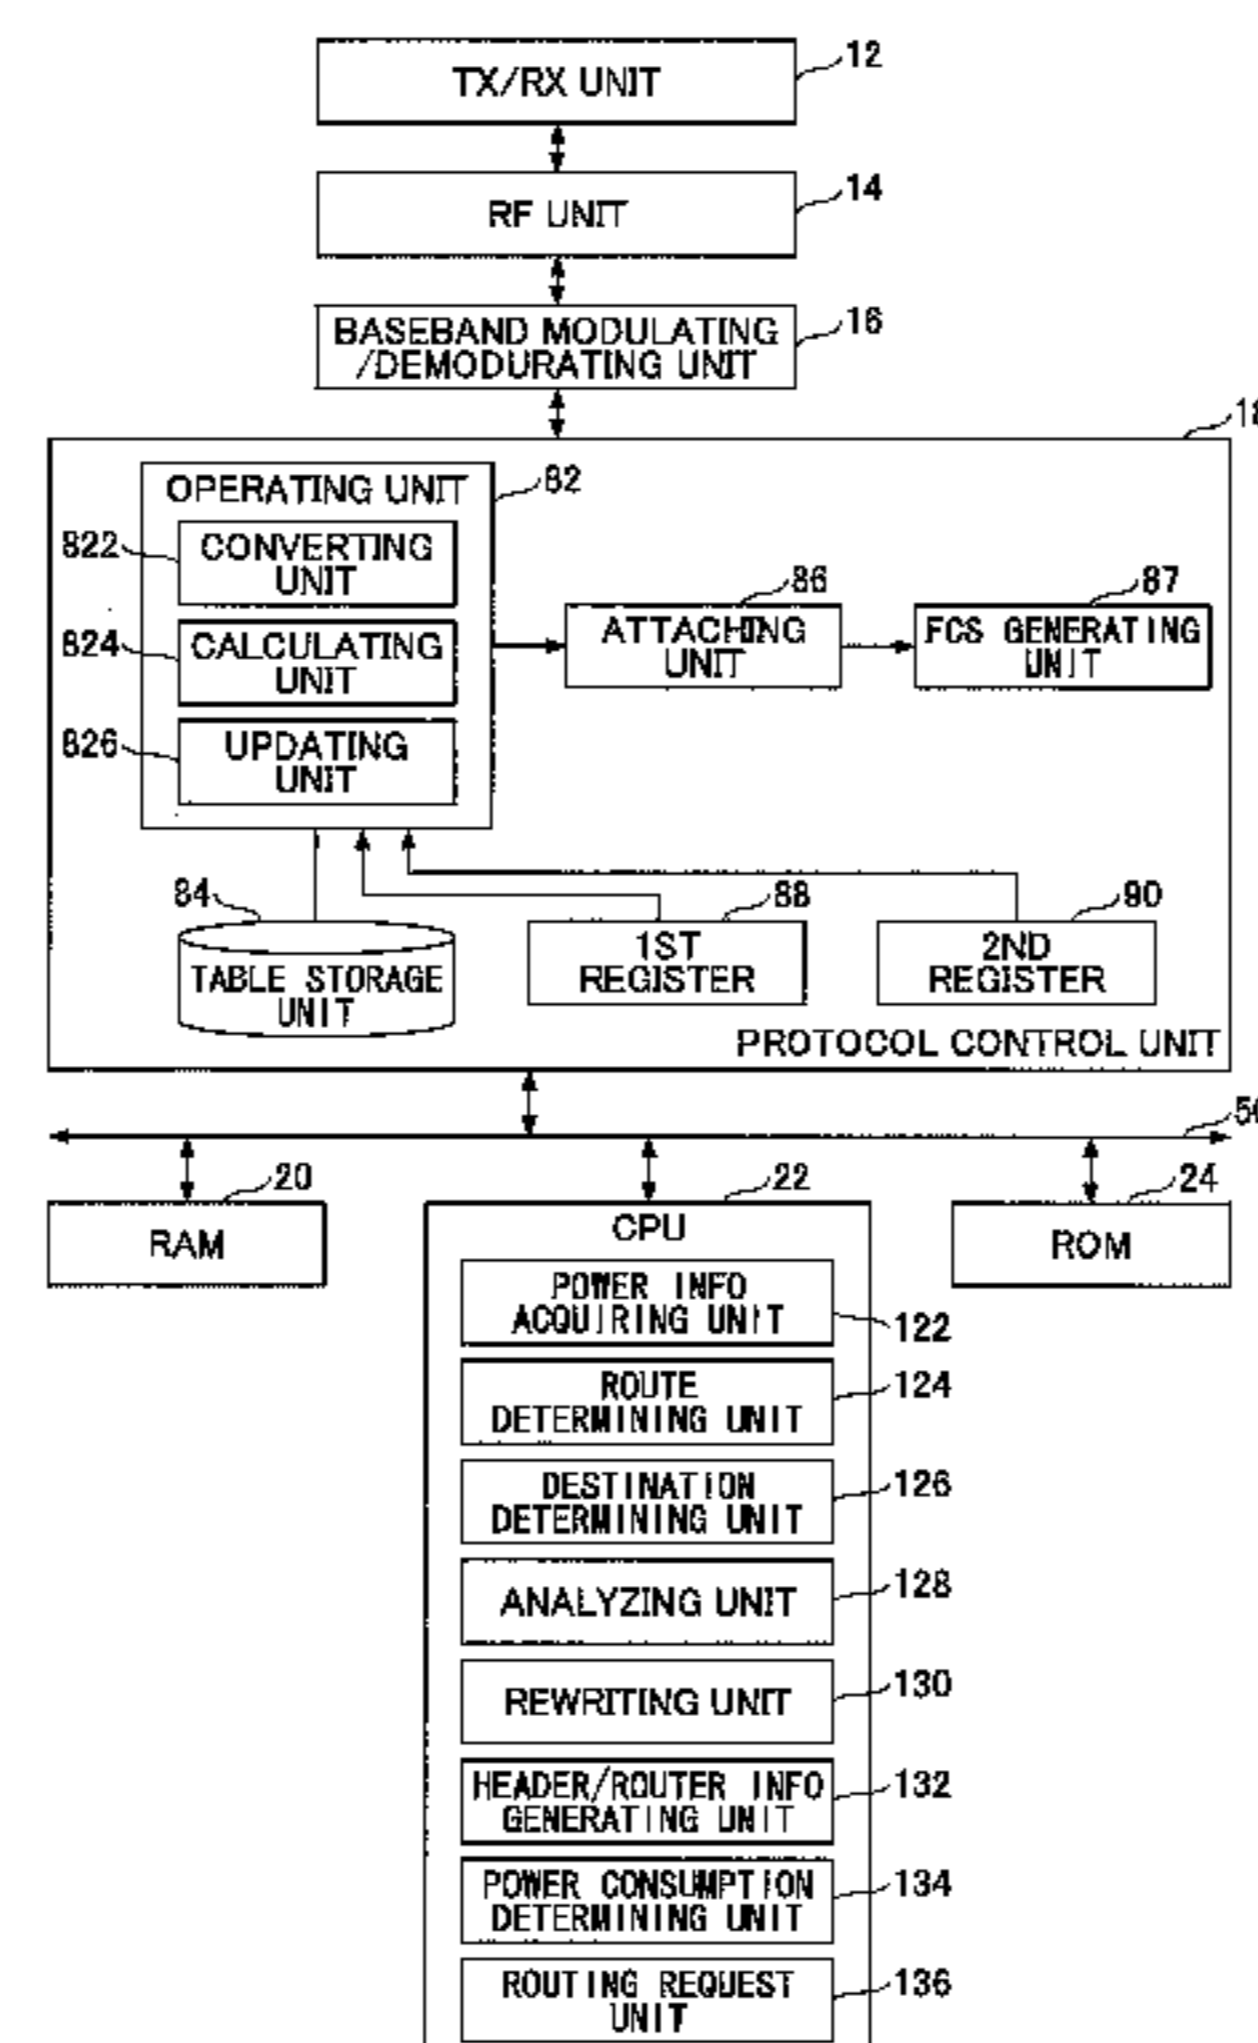 TX/RX UNIT
12
RF UNIT
14
BASEBAND MODULATING
/DEMODURATING UNIT
16
OPERATING UNIT
82
822
CONVERTING
UNIT
824
CALCULATING
UNIT
826
UPDATING
UNIT
86
ATTACHING
UNIT
87
FCS GENERATING
UNIT
84
TABLE STORAGE
UNIT
88
1ST
REGISTER
90
2ND
REGISTER
PROTOCOL CONTROL UNIT
20
RAM
22
CPU
24
ROM
POWER INFO
ACQUIRING UNIT
122
ROUTE
DETERMINING UNIT
124
DESTINATION
DETERMINING UNIT
126
ANALYZING UNIT
128
REWRITING UNIT
130
HEADER/ROUTER INFO
GENERATING UNIT
132
POWER CONSUMPTION
DETERMINING UNIT
134
ROUTING REQUEST
UNIT
136